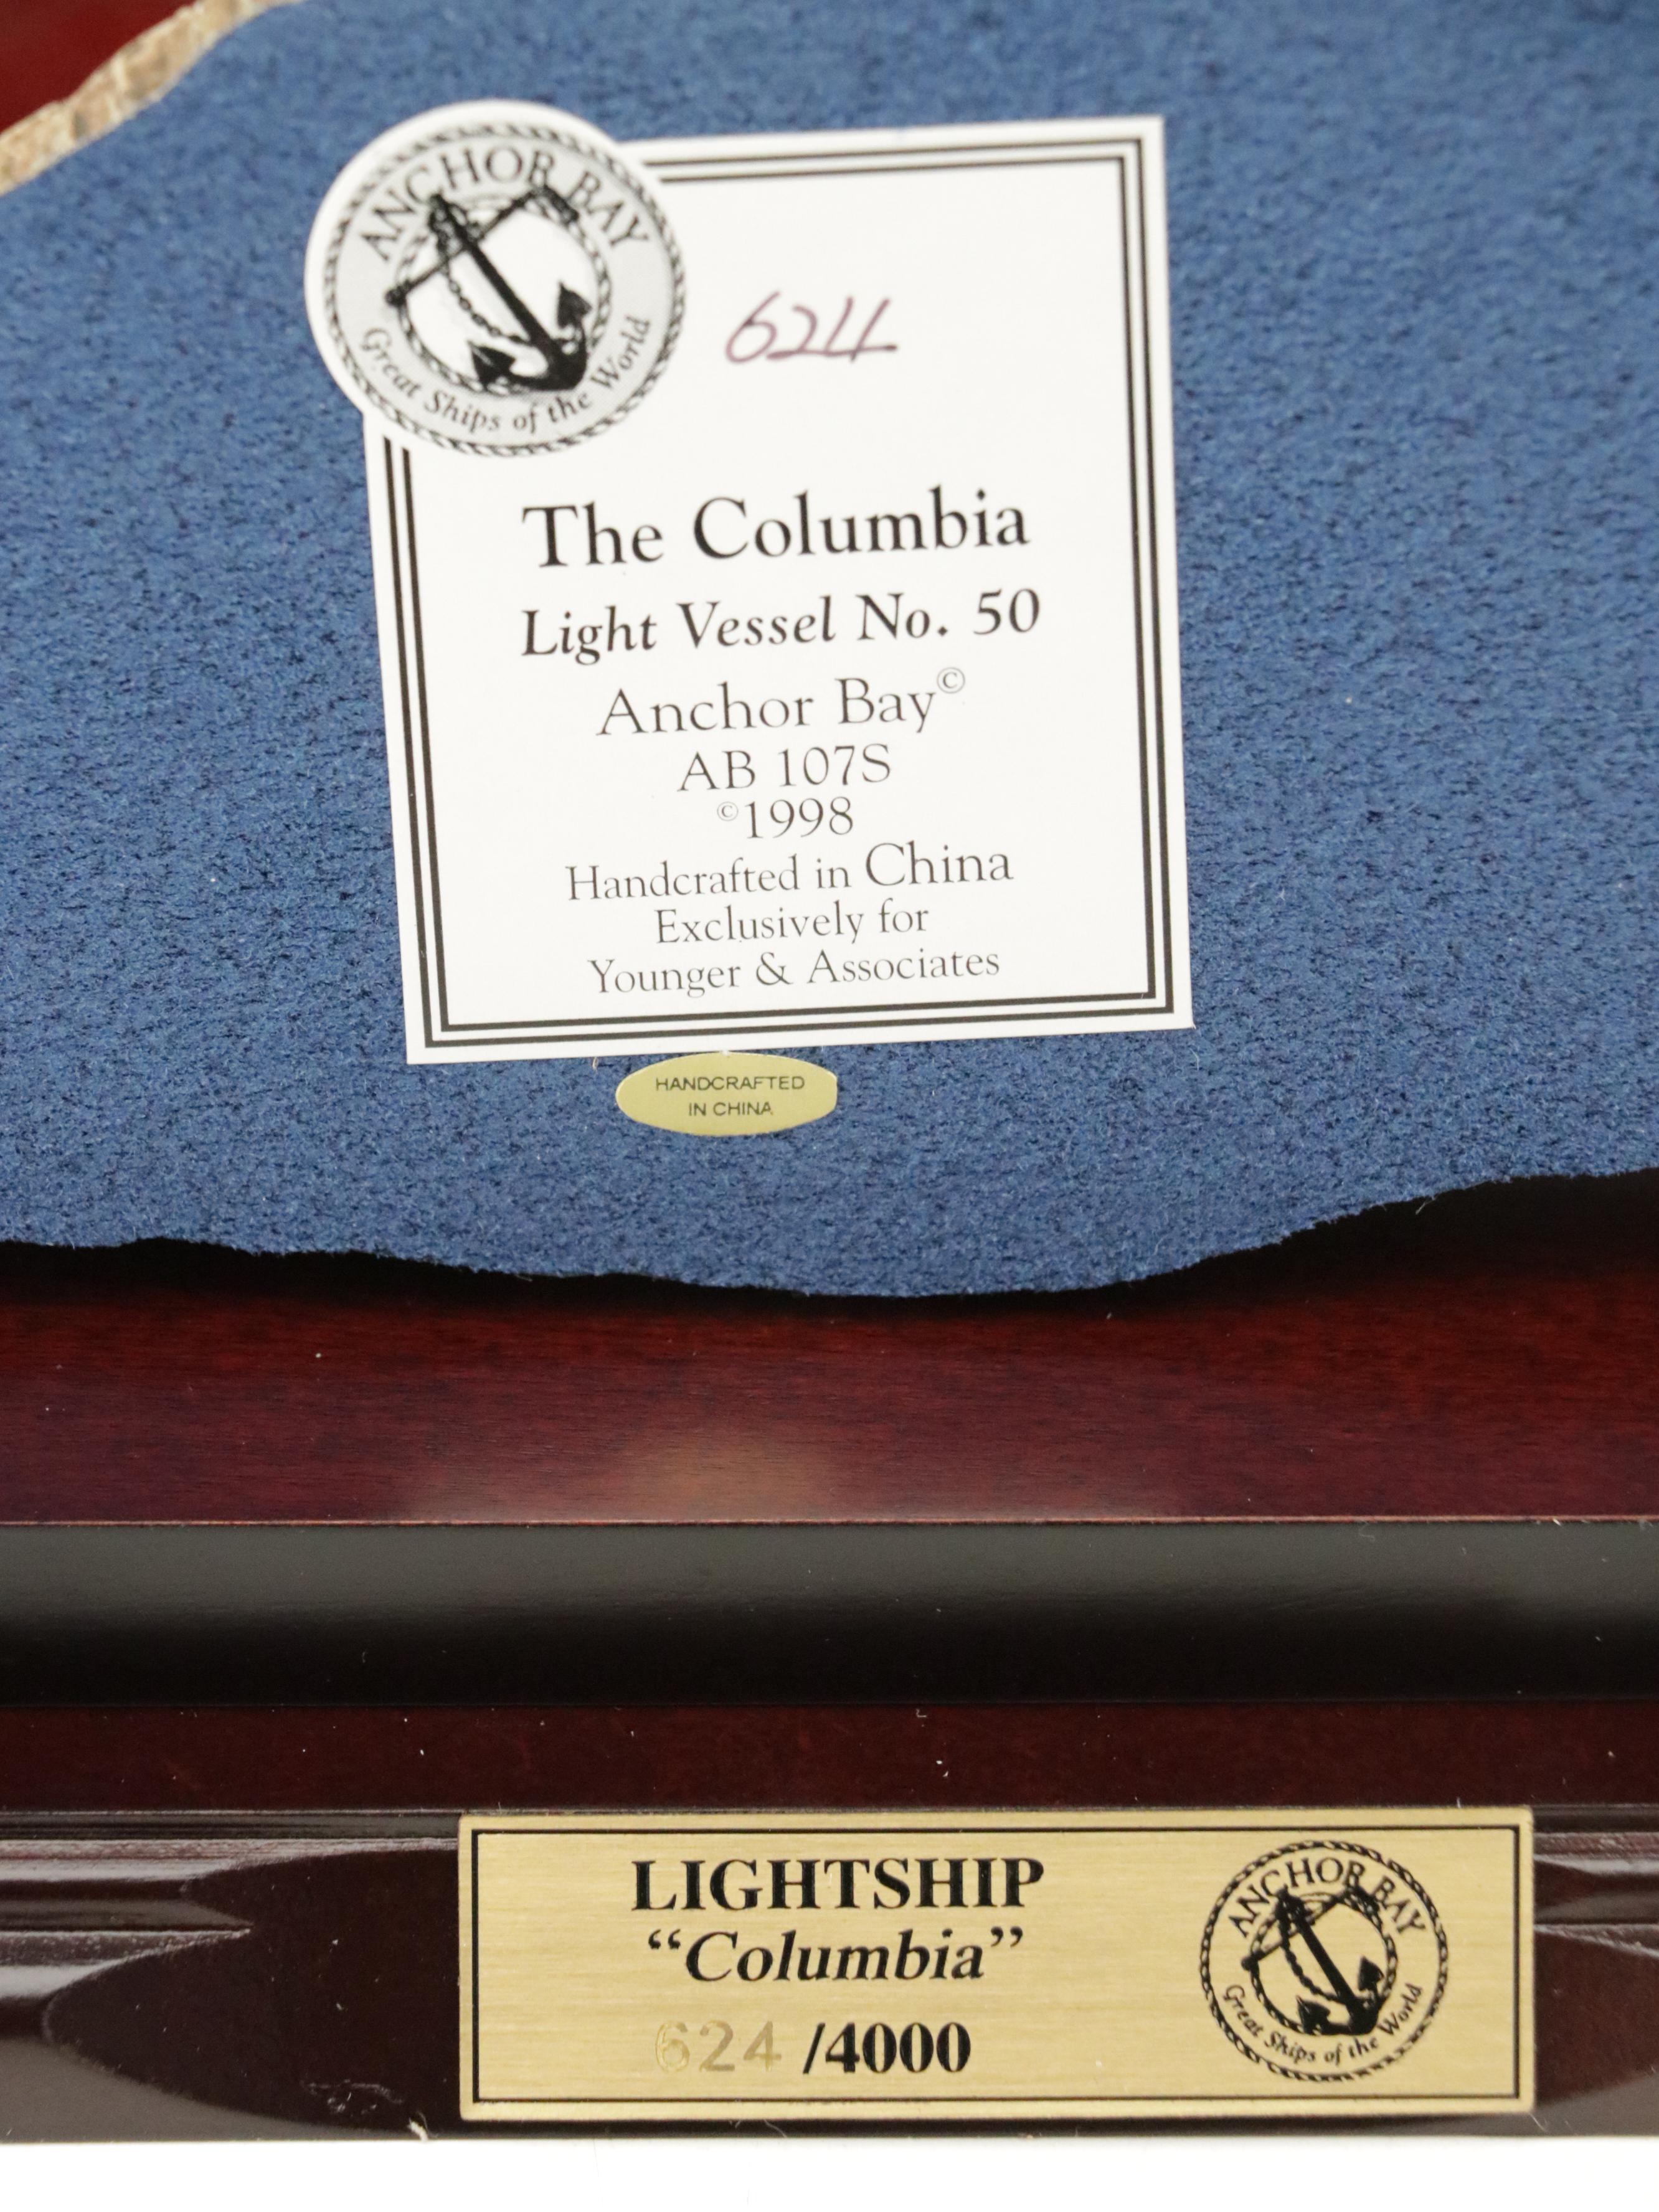 ANCHOR BAY
Great Ships of the World
624
The Columbia
Light Vessel No. 50
Anchor Bay©
AB 107S
©1998
Handcrafted in China
Exclusively for
Younger & Associates
HANDCRAFTED
IN CHINA
LIGHTSHIP
“Columbia”
624 /4000
ANCHOR BAY
Great Ships of the World